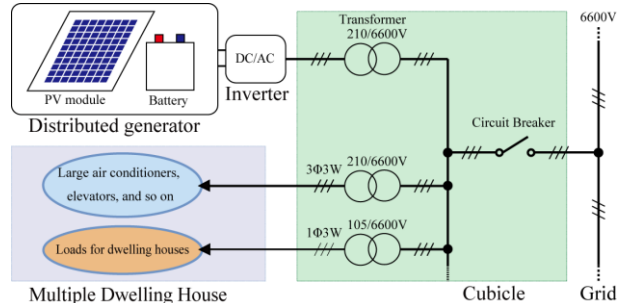 Transformer
210/6600V
6600V
DC/AC
PV module
Battery
Inverter
Distributed generator
Circuit Breaker
Large air conditioners,
elevators, and so on
3Φ3W
210/6600V
Loads for dwelling houses
1Φ3W
105/6600V
Multiple Dwelling House
Cubicle
Grid